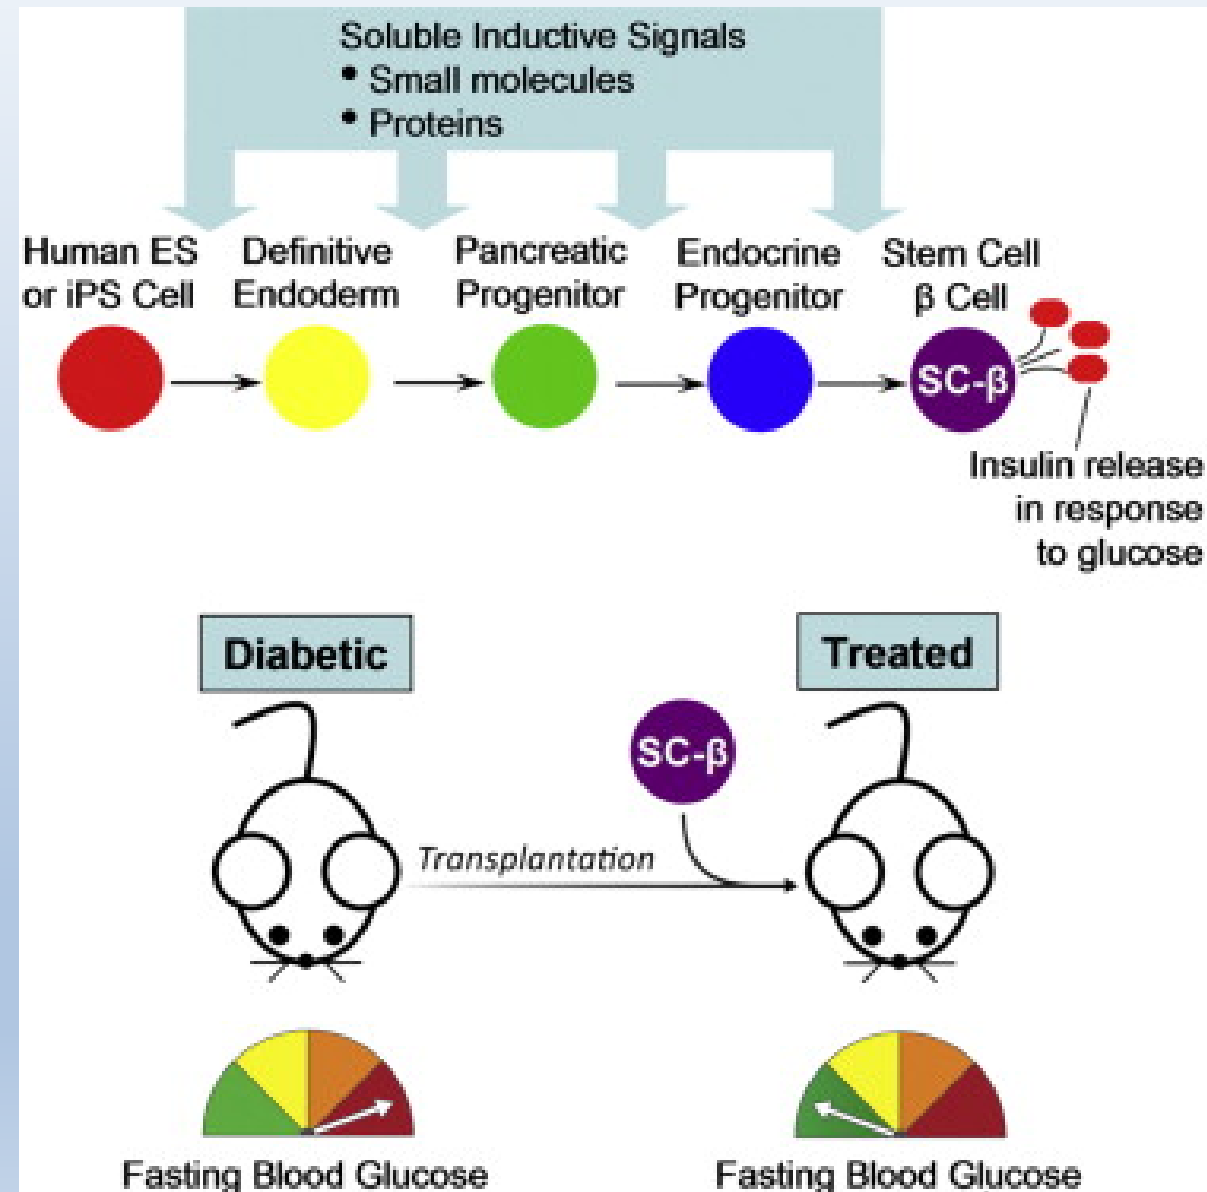 Soluble Inductive Signals
• Small molecules
• Proteins
Human ES
or iPS Cell
Definitive
Endoderm
Pancreatic
Progenitor
Endocrine
Progenitor
Stem Cell
β Cell
SC-β
Insulin release
in response
to glucose
Diabetic
Treated
SC-β
Transplantation
Fasting Blood Glucose
Fasting Blood Glucose